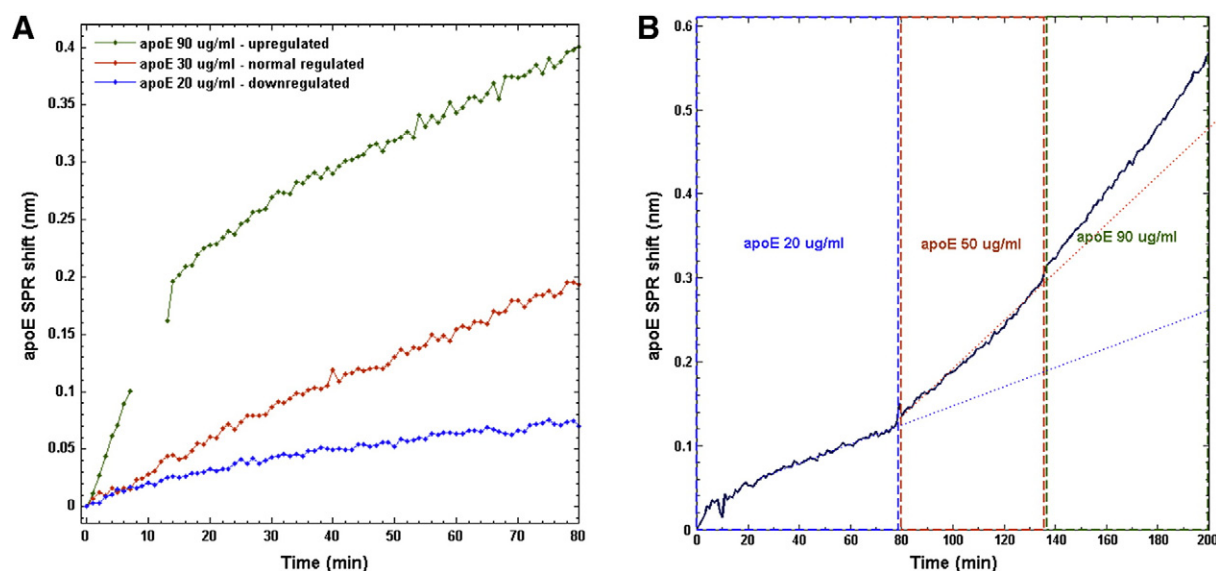 A
apoE 90 ug/ml - upregulated
apoE 30 ug/ml - normal regulated
apoE 20 ug/ml - downregulated
0.4
0.35
0.3
0.25
0.2
0.15
0.1
0.05
0
apoE SPR shift (nm)
0 10 20 30 40 50 60 70 80
Time (min)
B
0.6
0.5
0.4
0.3
0.2
0.1
0
apoE SPR shift (nm)
apoE 20 ug/ml
apoE 50 ug/ml
apoE 90 ug/ml
0 20 40 60 80 100 120 140 160 180 200
Time (min)